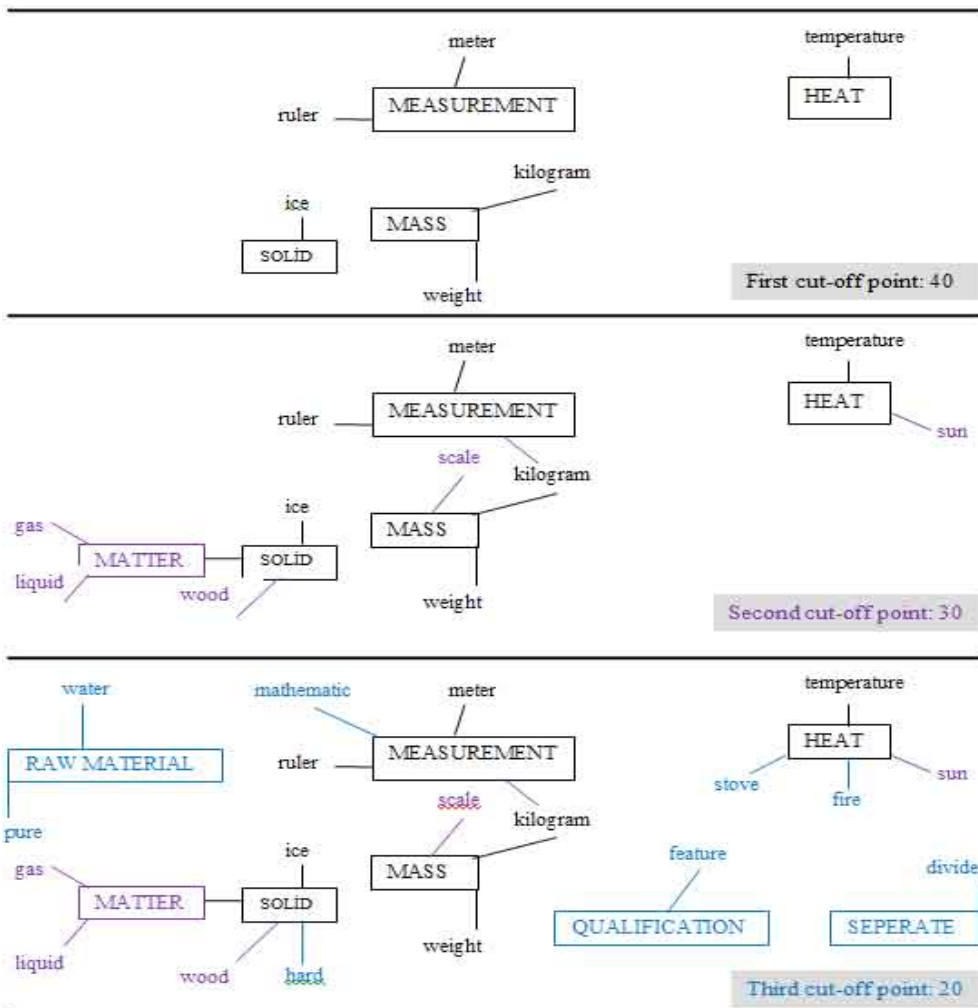 meter
temperature
MEASUREMENT
HEAT
ruler
kilogram
ice
MASS
SOLİD
weight
First cut-off point: 40
meter
temperature
MEASUREMENT
HEAT
ruler
sun
scale
kilogram
ice
gas
MASS
MATTER
SOLİD
liquid
wood
weight
Second cut-off point: 30
water
mathematic
meter
temperature
RAW MATERIAL
MEASUREMENT
HEAT
ruler
sun
stove
scale
fire
kilogram
pure
ice
feature
gas
MASS
divide
MATTER
SOLİD
QUALIFICATION
SEPERATE
weight
liquid
wood
hard
Third cut-off point: 20